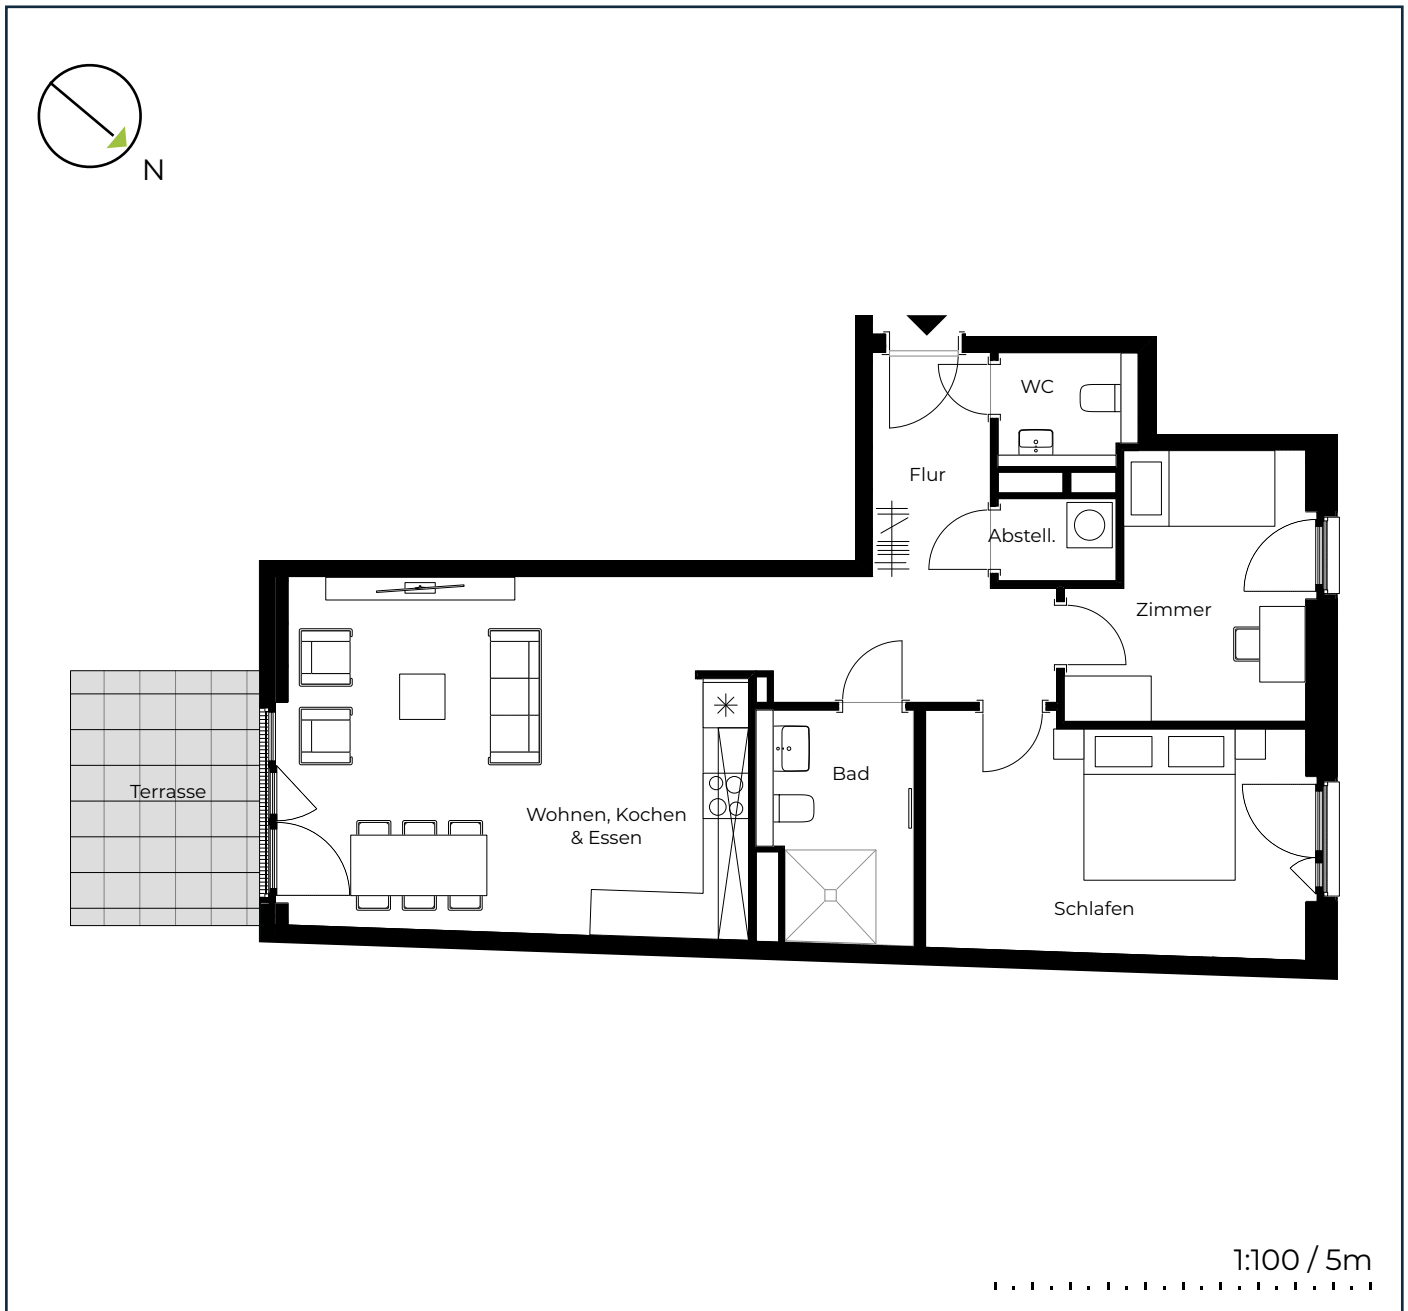 N
WC
Flur
Abstell.
Zimmer
Terrasse
Bad
Wohnen, Kochen
& Essen
Schlafen
1:100 / 5m